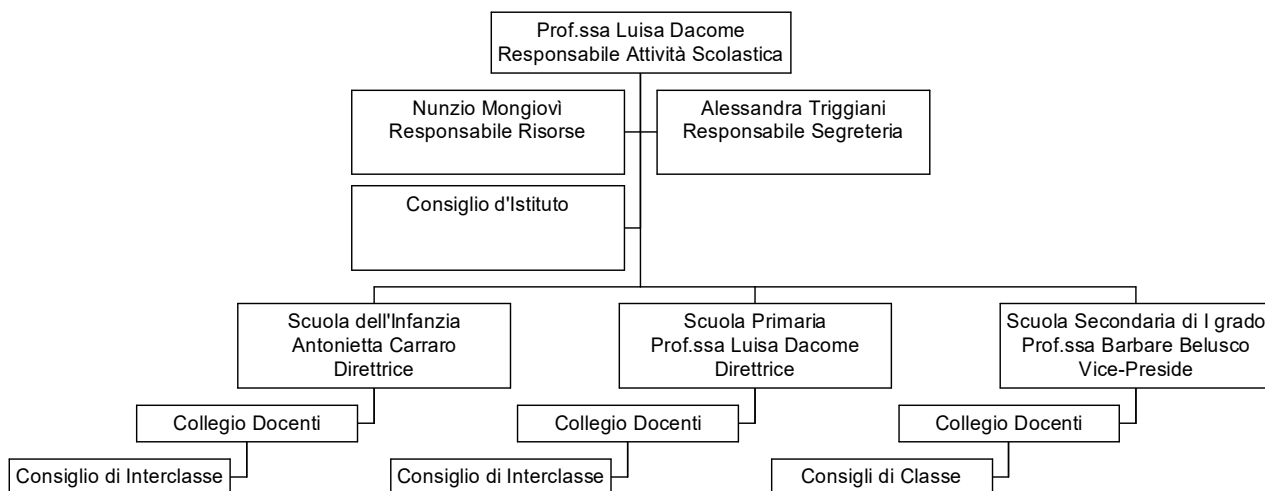 Prof.ssa Luisa Dacome
Responsabile Attività Scolastica
Nunzio Mongiovì
Responsabile Risorse
Alessandra Triggiani
Responsabile Segreteria
Consiglio d'Istituto
Scuola dell'Infanzia
Antonietta Carraro
Direttrice
Scuola Primaria
Prof.ssa Luisa Dacome
Direttrice
Scuola Secondaria di I grado
Prof.ssa Barbare Belusco
Vice-Preside
Collegio Docenti
Collegio Docenti
Collegio Docenti
Consiglio di Interclasse
Consiglio di Interclasse
Consigli di Classe